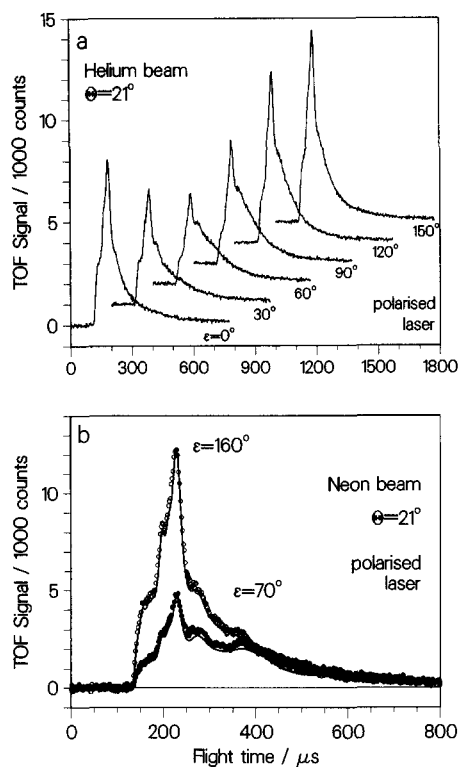 a
15
Helium beam
Θ=21°
10
5
0
TOF Signal / 1000 counts
150°
120°
90°
60°
30°
ε=0°
polarised
laser
0 300 600 900 1200 1500 1800
b
ε=160°
Neon beam
Θ=21°
10
polarised
laser
ε=70°
5
0
TOF Signal / 1000 counts
0 200 400 600 800
Flight time / μs